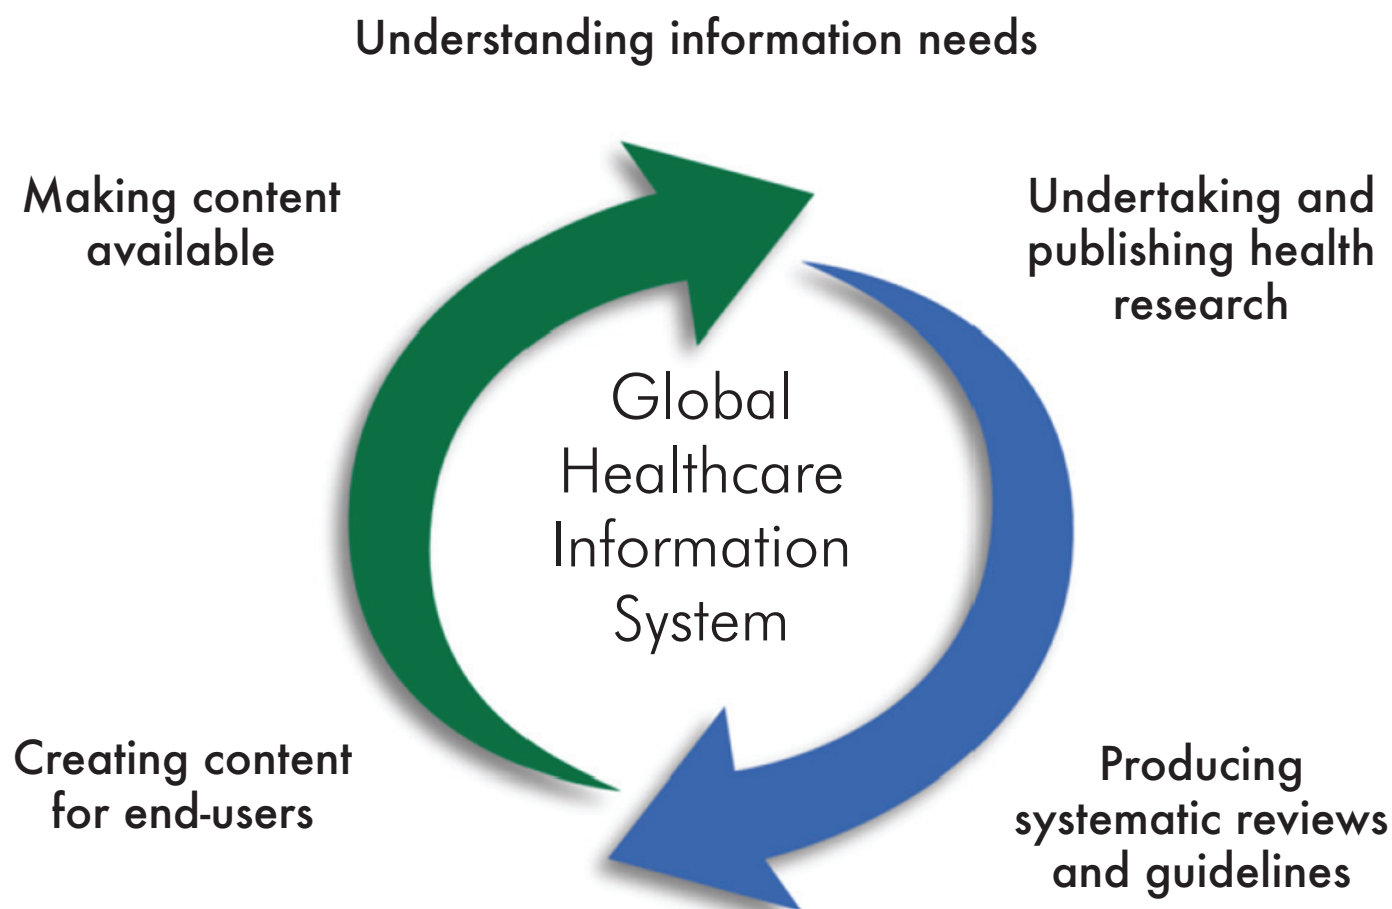 Understanding information needs
Making content
available
Undertaking and
publishing health
research
Global
Healthcare
Information
System
Creating content
for end-users
Producing
systematic reviews
and guidelines